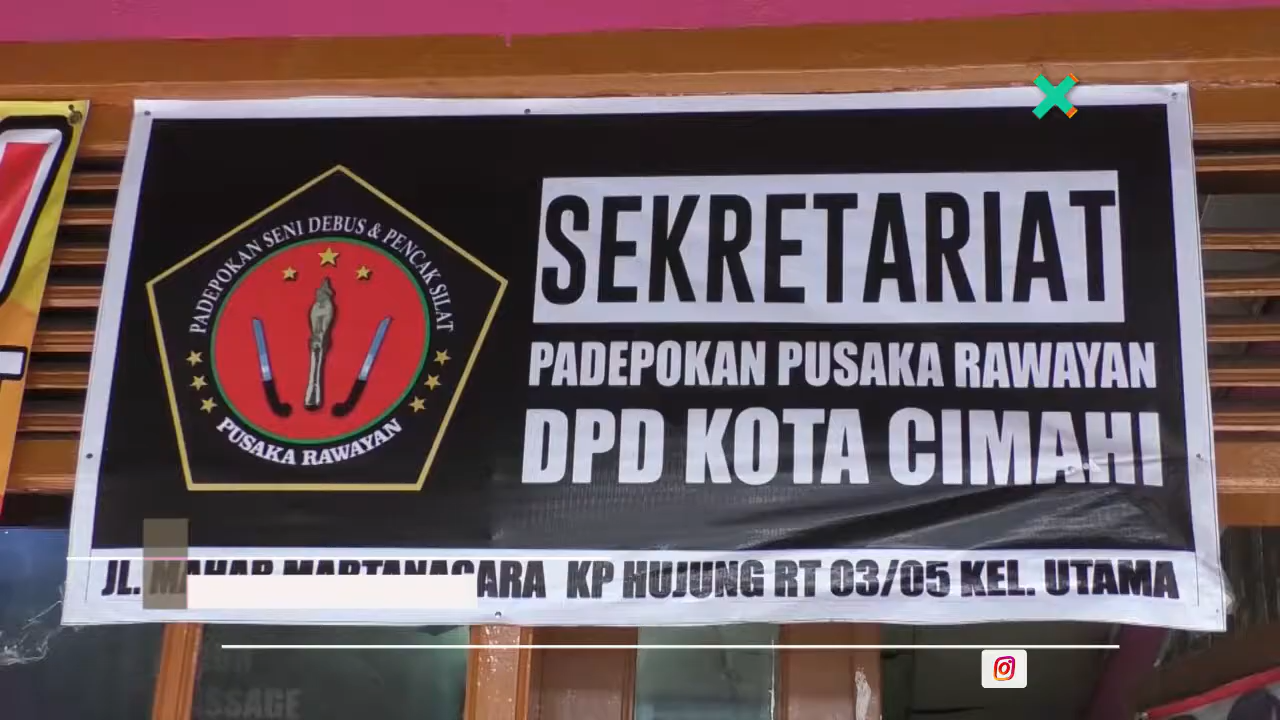 PADEPOKAN SENI DEBUS & PENCAK SILAT
PUSAKA RAWAYAN
SEKRETARIAT
PADEPOKAN PUSAKA RAWAYAN
DPD KOTA CIMAHI
JL. MAHAR MARTANAGARA KP HUJUNG RT 03/05 KEL. UTAMA